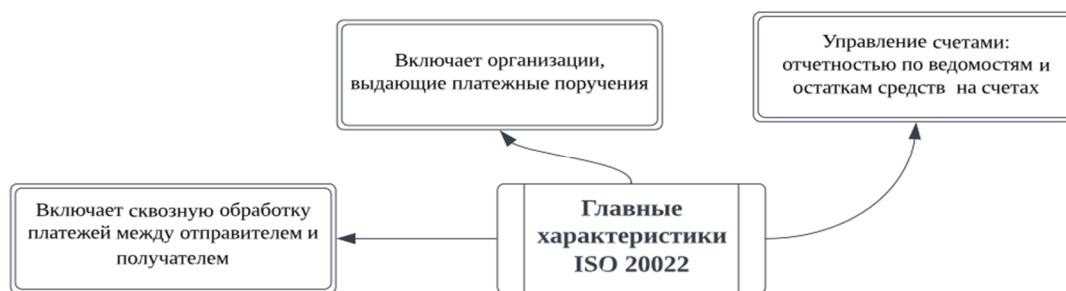 Управление счетами:
отчетностью по ведомостям и
остаткам средств на счетах
Включает организации,
выдающие платежные поручения
Включает сквозную обработку
платежей между отправителем и
получателем
Главные
характеристики
ISO 20022